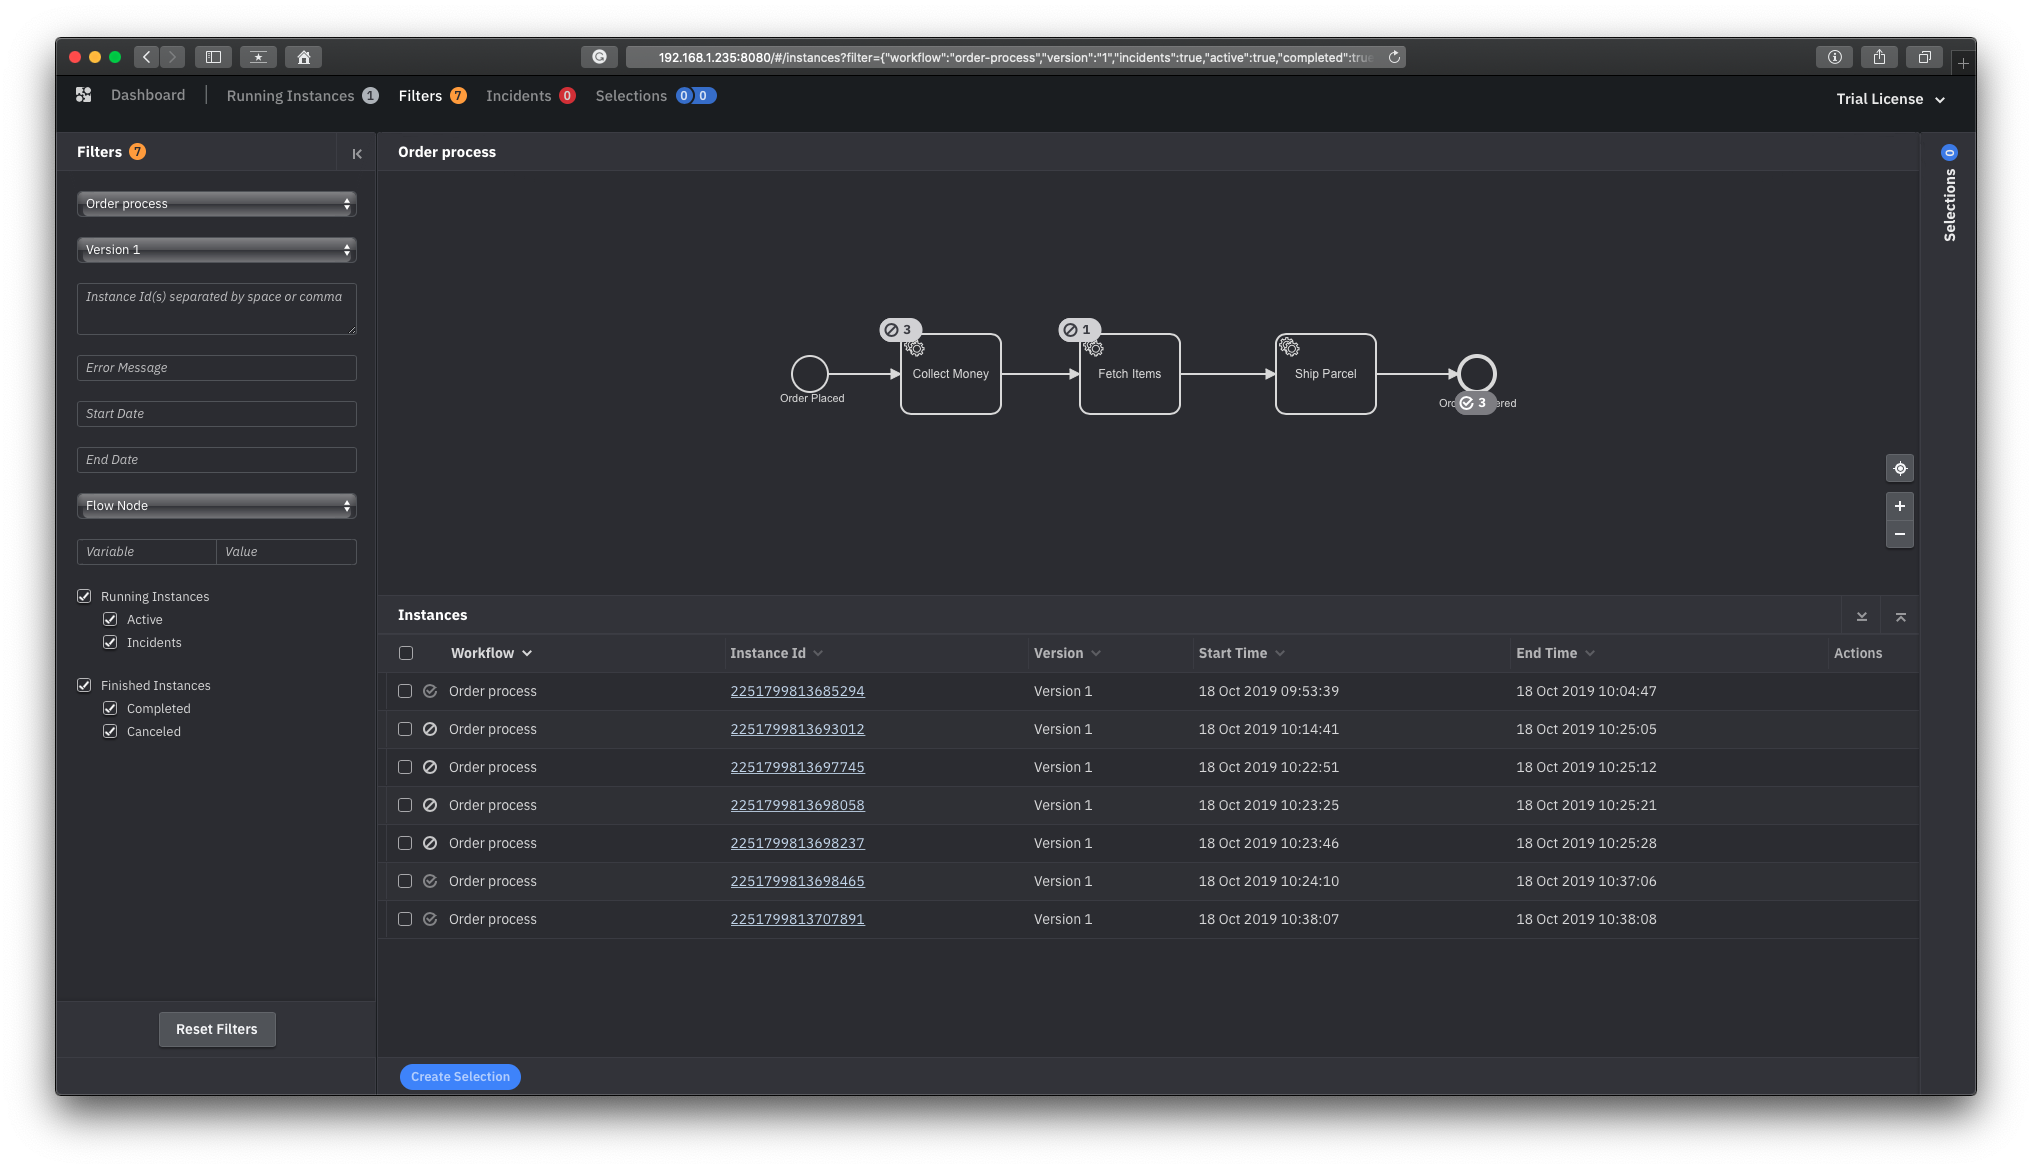 192.168.1.235:8080/#/instances?filter={"workflow":"order-process","version":"1","incidents":true,"active":true,"completed":true
Dashboard Running Instances 1 Filters 7 Incidents 0 Selections 0 0 Trial License
Filters 7
Order process
Version 1
Instance Id(s) separated by space or comma
Error Message
Start Date
End Date
Flow Node
Variable Value
Running Instances
Active
Incidents
Finished Instances
Completed
Canceled
Reset Filters
Order process
3 1
Collect Money Fetch Items Ship Parcel
Order Placed
3
0 Selections
Instances
Workflow Instance Id Version Start Time End Time Actions
Order process 2251799813685294 Version 1 18 Oct 2019 09:53:39 18 Oct 2019 10:04:47
Order process 2251799813693012 Version 1 18 Oct 2019 10:14:41 18 Oct 2019 10:25:05
Order process 2251799813697745 Version 1 18 Oct 2019 10:22:51 18 Oct 2019 10:25:12
Order process 2251799813698058 Version 1 18 Oct 2019 10:23:25 18 Oct 2019 10:25:21
Order process 2251799813698237 Version 1 18 Oct 2019 10:23:46 18 Oct 2019 10:25:28
Order process 2251799813698465 Version 1 18 Oct 2019 10:24:10 18 Oct 2019 10:37:06
Order process 2251799813707891 Version 1 18 Oct 2019 10:38:07 18 Oct 2019 10:38:08
Create Selection